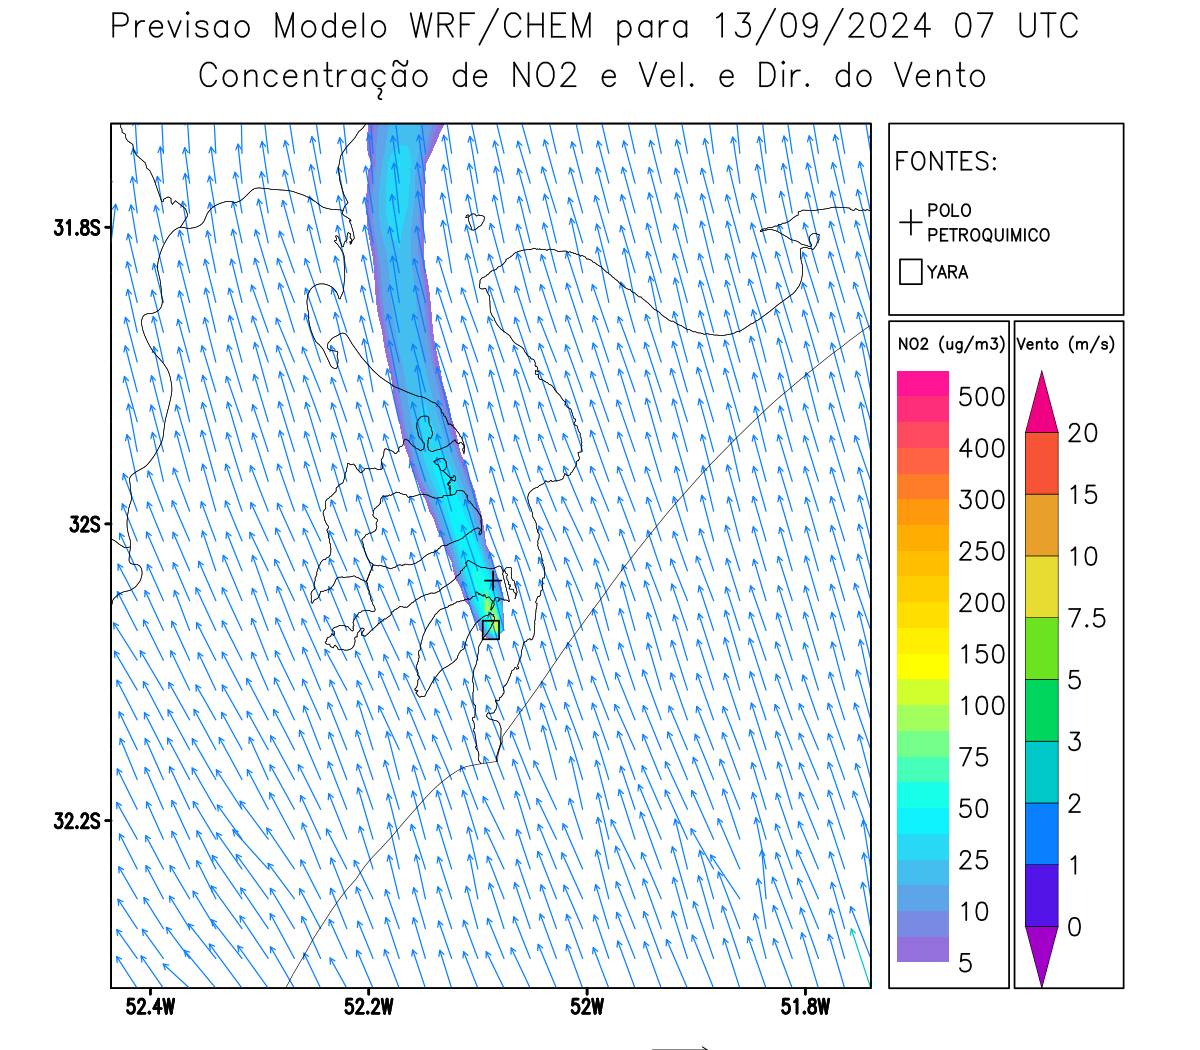 Previsao Modelo WRF/CHEM para 13/09/2024 07 UTC
Concentração de NO2 e Vel. e Dir. do Vento
FONTES:
POLO
PETROQUIMICO
YARA
NO2 (ug/m3)
500
400
300
250
200
150
100
75
50
25
10
5
Vento (m/s)
20
15
10
7.5
5
3
2
1
0
31.8S
32S
32.2S
52.4W
52.2W
52W
51.8W